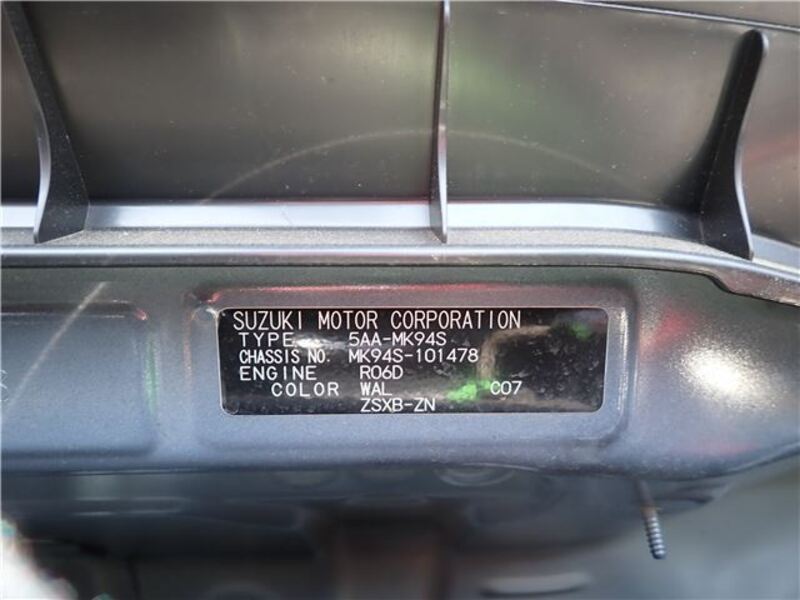 SUZUKI MOTOR CORPORATION
TYPE 5AA-MK94S
CHASSIS NO. MK94S-101478
ENGINE R06D
COLOR WAL C07
ZSXB-ZN